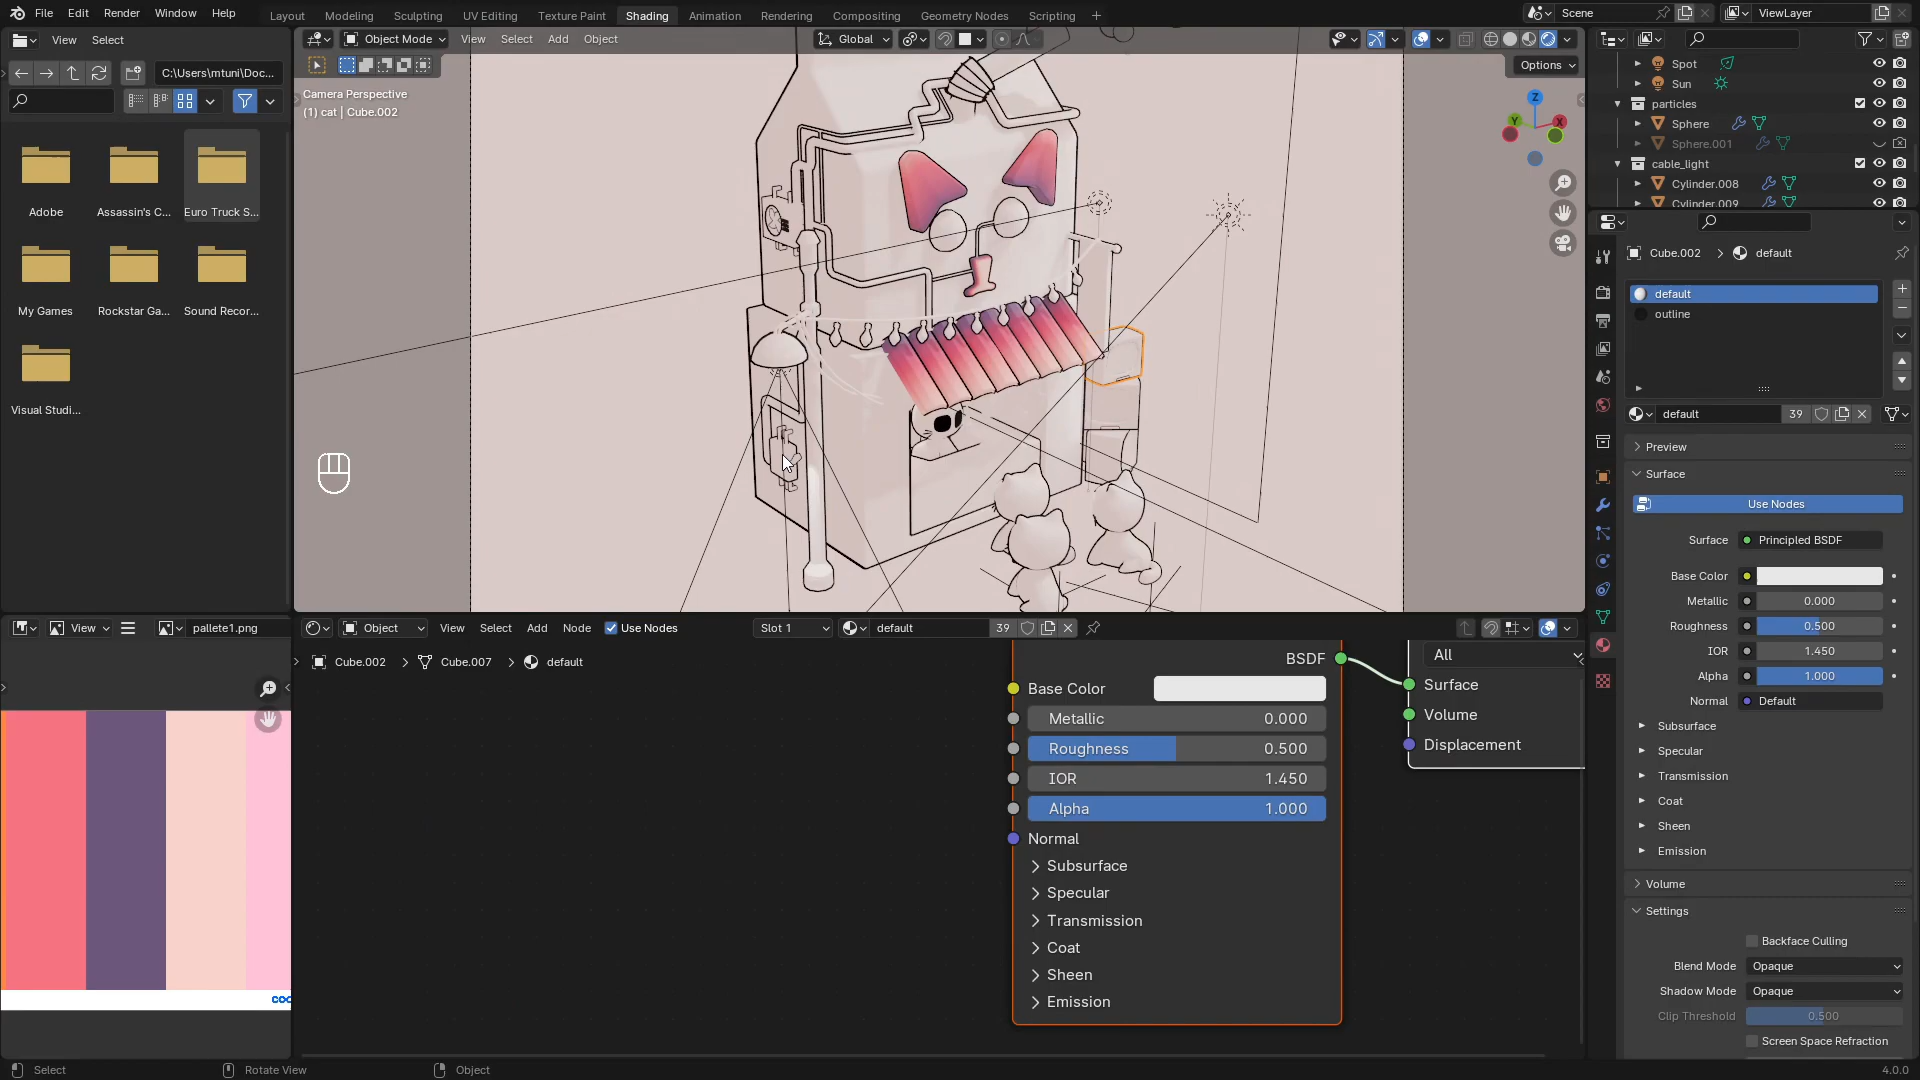 File Edit Render Window Help
Layout Modeling Sculpting UV Editing Texture Paint Shading Animation Rendering Compositing Geometry Nodes Scripting
Scene
ViewLayer
View Select
C:\Users\mtuni\Doc...
Adobe
Assassin's C...
Euro Truck S...
My Games
Rockstar Ga...
Sound Recor...
Visual Studi...
Object Mode View Select Add Object
Global
Options
Camera Perspective
(1) cat | Cube.002
Z
Y
X
Spot
Sun
particles
Sphere
Sphere.001
cable_light
Cylinder.008
Cylinder.009
Cube.002 > default
default
outline
default 39
Preview
Surface
Use Nodes
Surface Principled BSDF
Base Color
Metallic 0.000
Roughness 0.500
IOR 1.450
Alpha 1.000
Normal Default
Subsurface
Specular
Transmission
Coat
Sheen
Emission
Volume
Settings
Backface Culling
Blend Mode Opaque
Shadow Mode Opaque
Clip Threshold 0.500
Screen Space Refraction
View
pallete1.png
coo
Object View Select Add Node Use Nodes
Slot 1
default 39
Cube.002 > Cube.007 > default
BSDF
Base Color
Metallic 0.000
Roughness 0.500
IOR 1.450
Alpha 1.000
Normal
Subsurface
Specular
Transmission
Coat
Sheen
Emission
All
Surface
Volume
Displacement
Select
Rotate View
Object
4.0.0